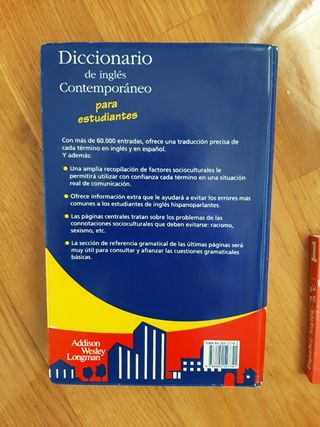 Diccionario
de inglés
Contemporáneo
para
estudiantes
Con más de 60.000 entradas, ofrece una traducción precisa de
cada término en inglés y en español.
Y además:
Una amplia recopilación de factores socioculturales le
permitirá utilizar con confianza cada término en una situación
real de comunicación.
Ofrece información extra que le ayudará a evitar los errores más
comunes a los estudiantes de inglés hispanoparlantes.
Las páginas centrales tratan sobre los problemas de las
connotaciones socioculturales que deben evitarse: racismo,
sexismo, etc.
La sección de referencia gramatical de las últimas páginas será
muy útil para consultar y afianzar las cuestiones gramaticales
básicas.
Addison
Wesley
Longman